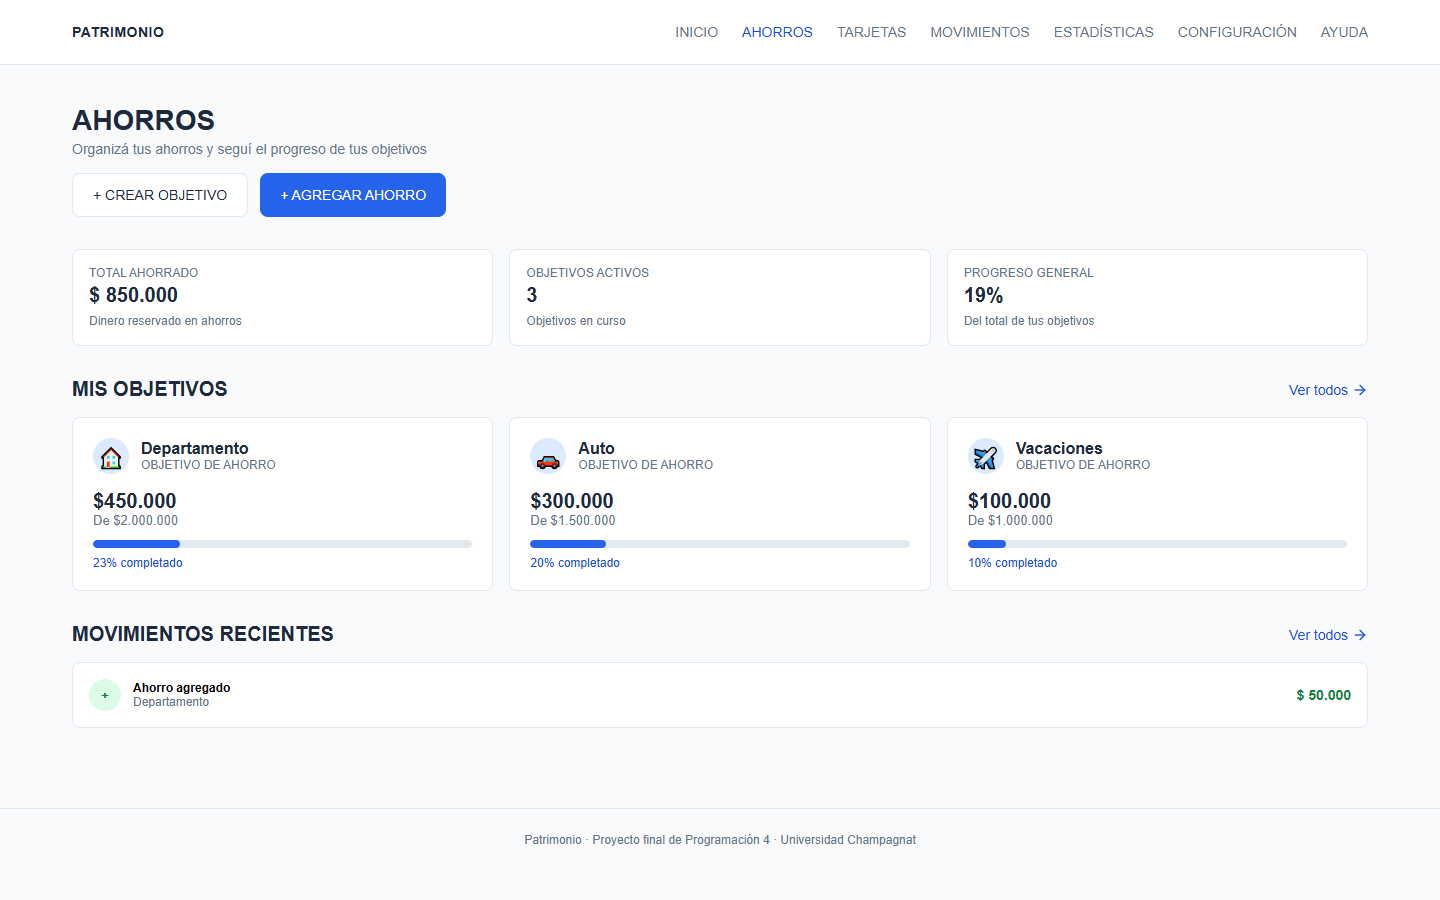 PATRIMONIO
INICIO AHORROS TARJETAS MOVIMIENTOS ESTADÍSTICAS CONFIGURACIÓN AYUDA
AHORROS
Organizá tus ahorros y seguí el progreso de tus objetivos
+ CREAR OBJETIVO
+ AGREGAR AHORRO
TOTAL AHORRADO
$ 850.000
Dinero reservado en ahorros
OBJETIVOS ACTIVOS
3
Objetivos en curso
PROGRESO GENERAL
19%
Del total de tus objetivos
MIS OBJETIVOS
Ver todos →
Departamento
OBJETIVO DE AHORRO
$450.000
De $2.000.000
23% completado
Auto
OBJETIVO DE AHORRO
$300.000
De $1.500.000
20% completado
Vacaciones
OBJETIVO DE AHORRO
$100.000
De $1.000.000
10% completado
MOVIMIENTOS RECIENTES
Ver todos →
+
Ahorro agregado
Departamento
$ 50.000
Patrimonio · Proyecto final de Programación 4 · Universidad Champagnat